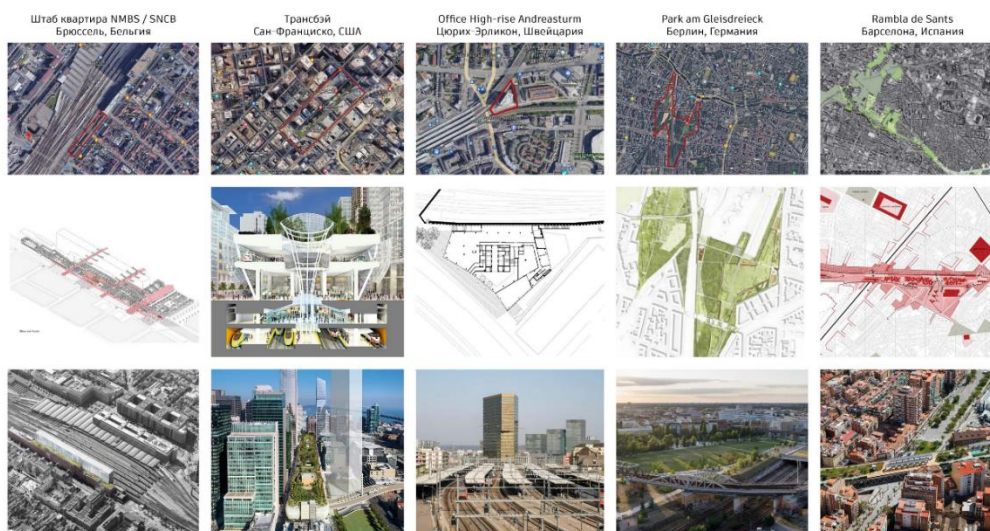 Штаб квартира NMBS / SNCB
Брюссель, Бельгия
Трансбэй
Сан-Франциско, США
Office High-rise Andreasturm
Цюрих-Эрликон, Швейцария
Park am Gleisdreieck
Берлин, Германия
Rambla de Sants
Барселона, Испания